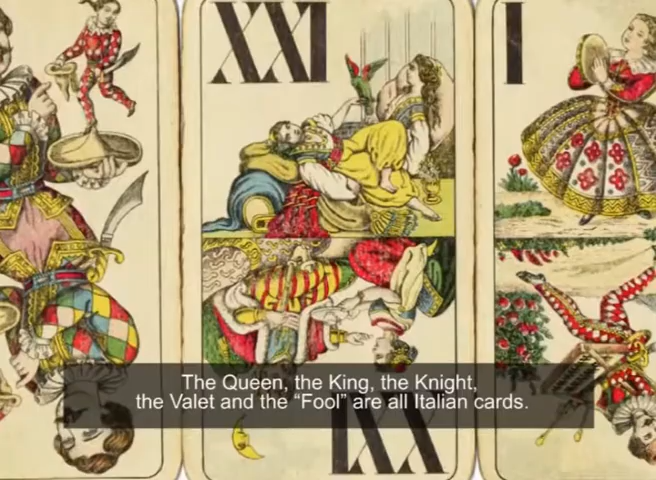 XXI
I
The Queen, the King, the Knight,
the Valet and the “Fool” are all Italian cards.
XXI